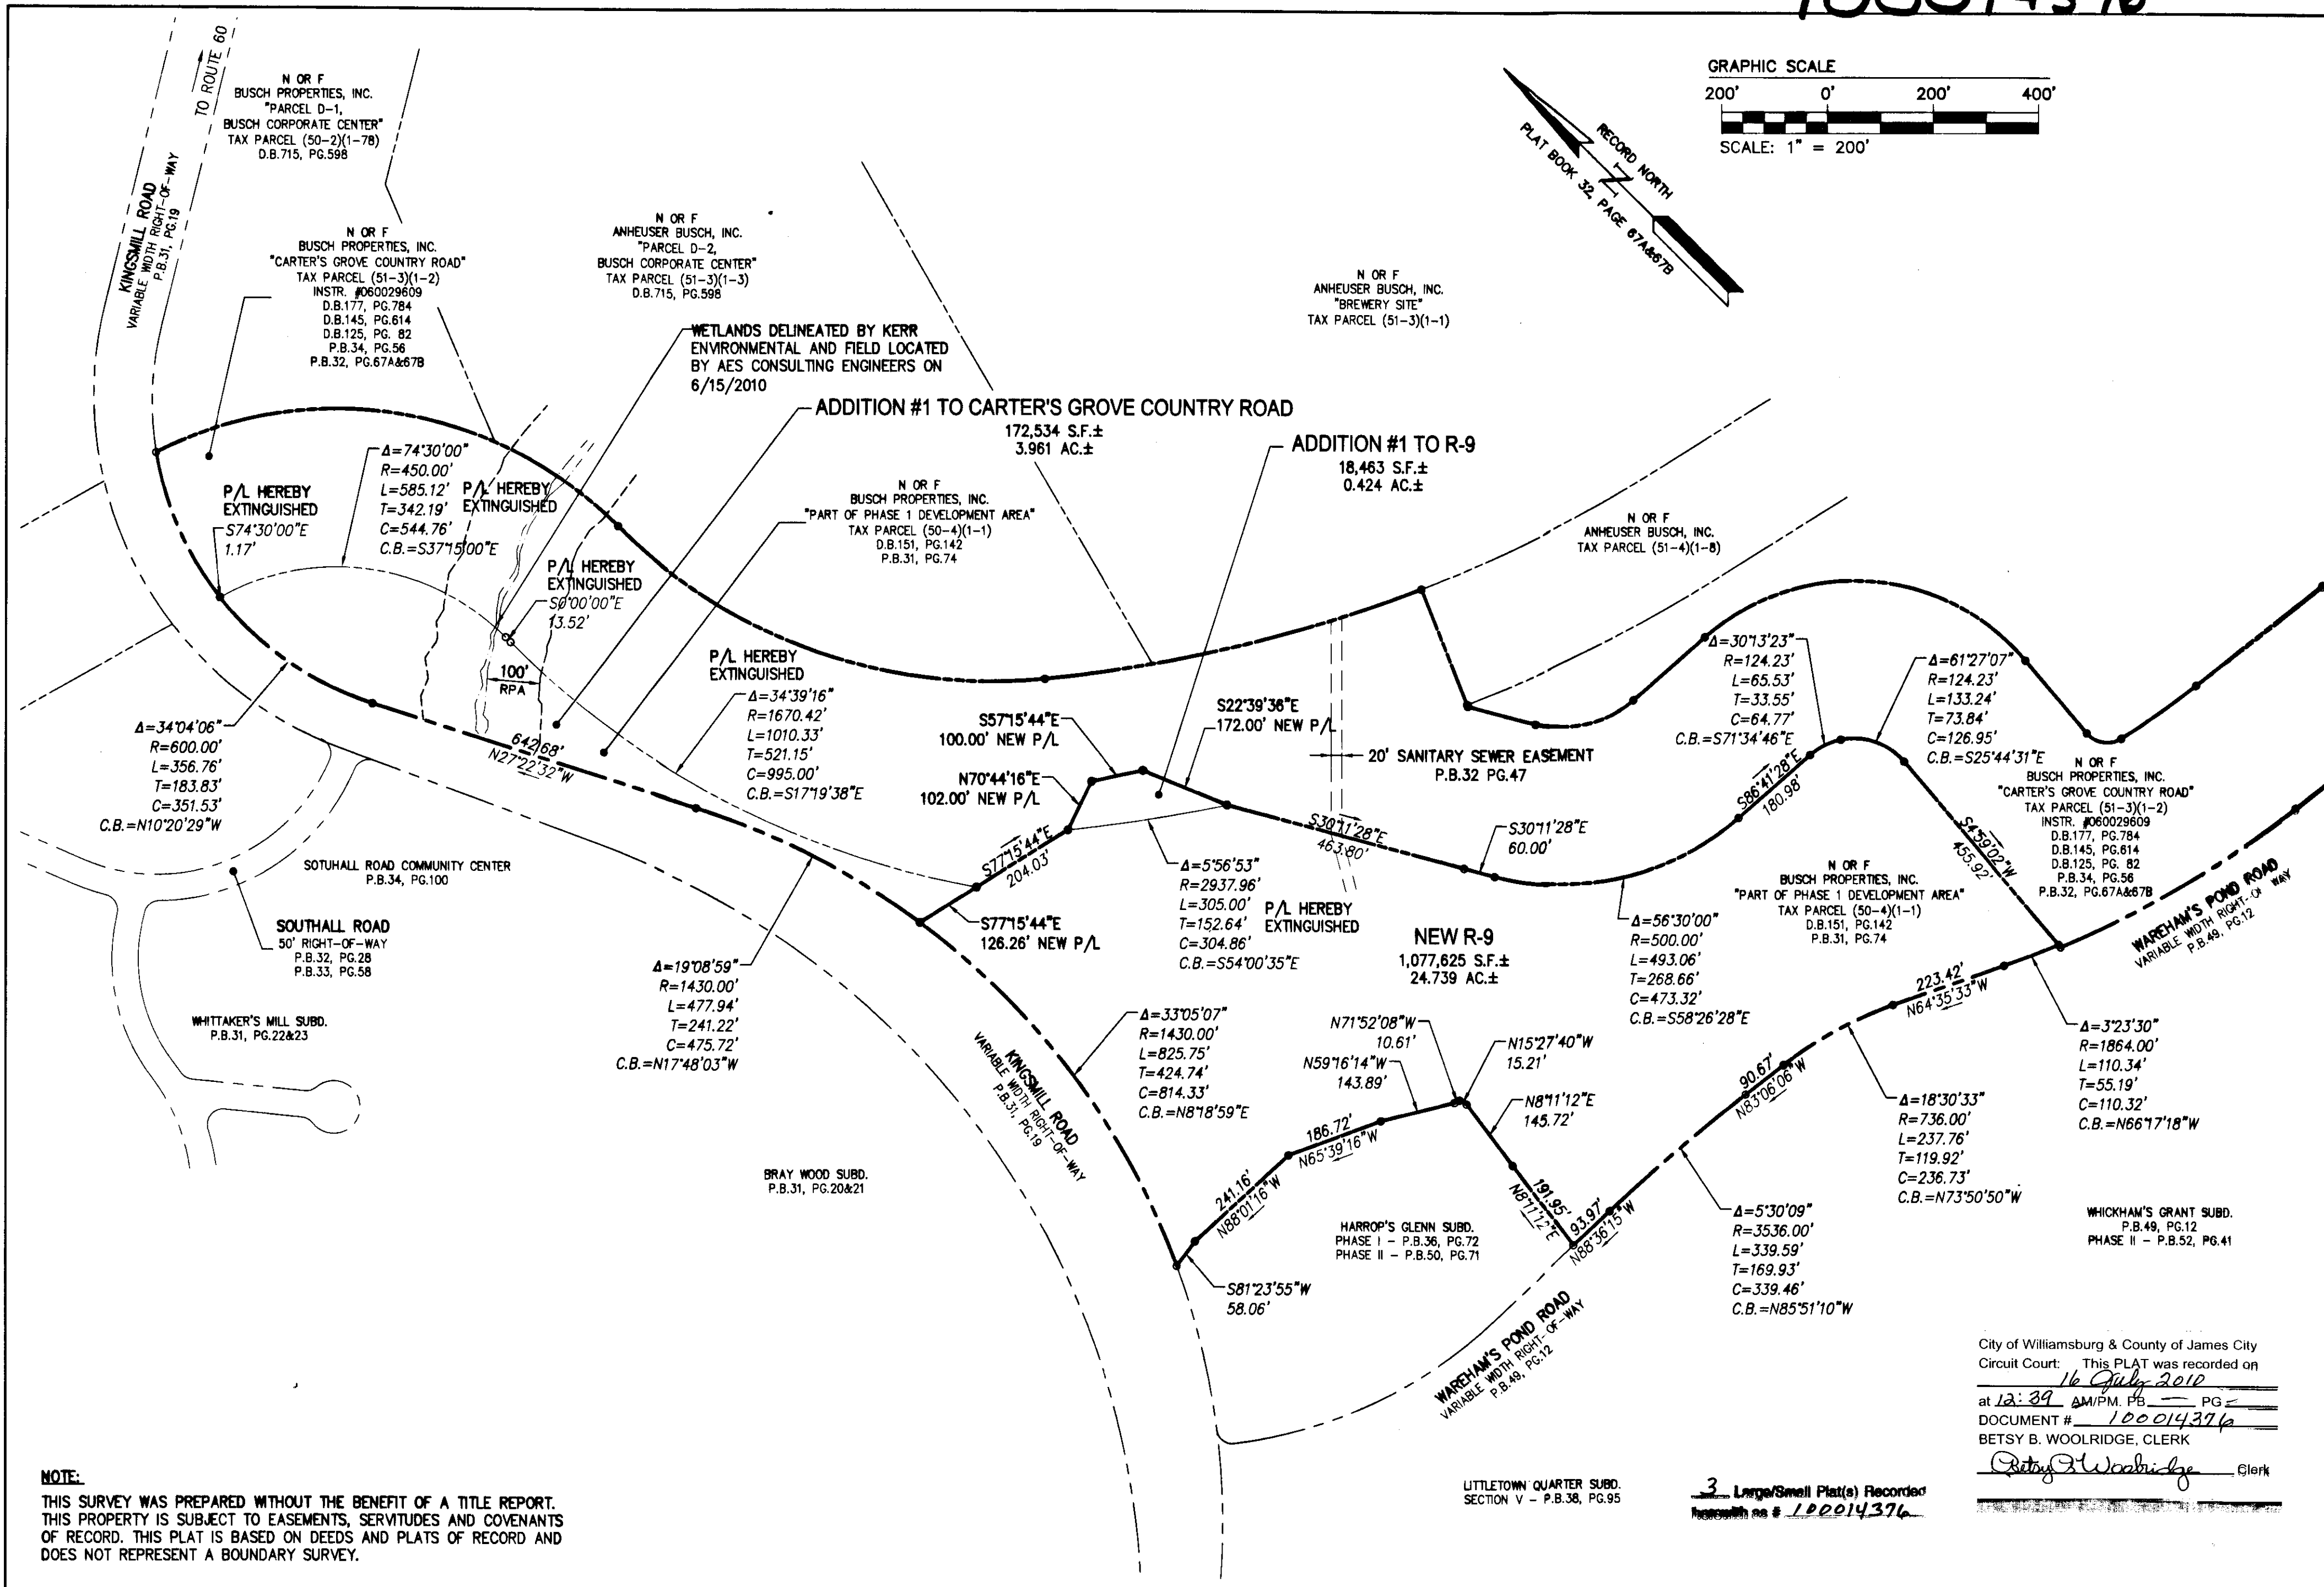 100014376
GRAPHIC SCALE
200' 0' 200' 400'
SCALE: 1" = 200'
RECORD NORTH
N
PLAT BOOK 32, PAGE 67A&67B
TO ROUTE 60
KINGSMILL ROAD
VARIABLE WIDTH RIGHT-OF-WAY
P.B.31, PG.19
N OR F
BUSCH PROPERTIES, INC.
"PARCEL D-1,
BUSCH CORPORATE CENTER"
TAX PARCEL (50-2)(1-78)
D.B.715, PG.598
N OR F
BUSCH PROPERTIES, INC.
"CARTER'S GROVE COUNTRY ROAD"
TAX PARCEL (51-3)(1-2)
INSTR. #060029609
D.B.177, PG.784
D.B.145, PG.614
D.B.125, PG. 82
P.B.34, PG.56
P.B.32, PG.67A&67B
N OR F
ANHEUSER BUSCH, INC.
"PARCEL D-2,
BUSCH CORPORATE CENTER"
TAX PARCEL (51-3)(1-3)
D.B.715, PG.598
N OR F
ANHEUSER BUSCH, INC.
"BREWERY SITE"
TAX PARCEL (51-3)(1-1)
WETLANDS DELINEATED BY KERR
ENVIRONMENTAL AND FIELD LOCATED
BY AES CONSULTING ENGINEERS ON
6/15/2010
ADDITION #1 TO CARTER'S GROVE COUNTRY ROAD
172,534 S.F.±
3.961 AC.±
ADDITION #1 TO R-9
18,463 S.F.±
0.424 AC.±
N OR F
BUSCH PROPERTIES, INC.
"PART OF PHASE 1 DEVELOPMENT AREA"
TAX PARCEL (50-4)(1-1)
D.B.151, PG.142
P.B.31, PG.74
N OR F
ANHEUSER BUSCH, INC.
TAX PARCEL (51-4)(1-8)
P/L HEREBY
EXTINGUISHED
S74°30'00"E
1.17'
Δ=74°30'00"
R=450.00'
L=585.12'
T=342.19'
C=544.76'
C.B.=S37°15'00"E
P/L HEREBY
EXTINGUISHED
P/L HEREBY
EXTINGUISHED
S0°00'00"E
13.52'
100'
RPA
P/L HEREBY
EXTINGUISHED
Δ=34°39'16"
R=1670.42'
L=1010.33'
T=521.15'
C=995.00'
C.B.=S17°19'38"E
Δ=34°04'06"
R=600.00'
L=356.76'
T=183.83'
C=351.53'
C.B.=N10°20'29"W
642.68'
N27°22'32"W
S57°15'44"E
100.00' NEW P/L
N70°44'16"E
102.00' NEW P/L
S22°39'36"E
172.00' NEW P/L
20' SANITARY SEWER EASEMENT
P.B.32 PG.47
S77°15'44"E
204.03'
S77°15'44"E
126.26' NEW P/L
S30°11'28"E
463.80'
S30°11'28"E
60.00'
Δ=5°56'53"
R=2937.96'
L=305.00'
T=152.64'
C=304.86'
C.B.=S54°00'35"E
P/L HEREBY
EXTINGUISHED
NEW R-9
1,077,625 S.F.±
24.739 AC.±
Δ=56°30'00"
R=500.00'
L=493.06'
T=268.66'
C=473.32'
C.B.=S58°26'28"E
S86°41'28"E
180.98'
Δ=30°13'23"
R=124.23'
L=65.53'
T=33.55'
C=64.77'
C.B.=S71°34'46"E
Δ=61°27'07"
R=124.23'
L=133.24'
T=73.84'
C=126.95'
C.B.=S25°44'31"E
S4°59'02"W
455.92'
N OR F
BUSCH PROPERTIES, INC.
"CARTER'S GROVE COUNTRY ROAD"
TAX PARCEL (51-3)(1-2)
INSTR. #060029609
D.B.177, PG.784
D.B.145, PG.614
D.B.125, PG. 82
P.B.34, PG.56
P.B.32, PG.67A&67B
N OR F
BUSCH PROPERTIES, INC.
"PART OF PHASE 1 DEVELOPMENT AREA"
TAX PARCEL (50-4)(1-1)
D.B.151, PG.142
P.B.31, PG.74
WAREHAM'S POND ROAD
VARIABLE WIDTH RIGHT-OF WAY
P.B.49, PG.12
SOTUHALL ROAD COMMUNITY CENTER
P.B.34, PG.100
SOUTHALL ROAD
50' RIGHT-OF-WAY
P.B.32, PG.28
P.B.33, PG.58
WHITTAKER'S MILL SUBD.
P.B.31, PG.22&23
Δ=19°08'59"
R=1430.00'
L=477.94'
T=241.22'
C=475.72'
C.B.=N17°48'03"W
KINGSMILL ROAD
VARIABLE WIDTH RIGHT-OF-WAY
P.B.31, PG.19
Δ=33°05'07"
R=1430.00'
L=825.75'
T=424.74'
C=814.33'
C.B.=N8°18'59"E
BRAY WOOD SUBD.
P.B.31, PG.20&21
N71°52'08"W
10.61'
N59°16'14"W
143.89'
N15°27'40"W
15.21'
N8°11'12"E
145.72'
186.72'
N65°39'16"W
241.16'
N88°01'16"W
191.95'
N8°11'12"E
93.97'
N88°36'15"W
S81°23'55"W
58.06'
HARROP'S GLENN SUBD.
PHASE I - P.B.36, PG.72
PHASE II - P.B.50, PG.71
90.67'
N83°06'06"W
223.42'
N64°35'33"W
Δ=3°23'30"
R=1864.00'
L=110.34'
T=55.19'
C=110.32'
C.B.=N66°17'18"W
Δ=18°30'33"
R=736.00'
L=237.76'
T=119.92'
C=236.73'
C.B.=N73°50'50"W
Δ=5°30'09"
R=3536.00'
L=339.59'
T=169.93'
C=339.46'
C.B.=N85°51'10"W
WHICKHAM'S GRANT SUBD.
P.B.49, PG.12
PHASE II - P.B.52, PG.41
WAREHAM'S POND ROAD
VARIABLE WIDTH RIGHT-OF-WAY
P.B.49, PG.12
LITTLETOWN QUARTER SUBD.
SECTION V - P.B.38, PG.95
City of Williamsburg & County of James City
Circuit Court: This PLAT was recorded on
16 July 2010
at 12:39 AM/PM. PB — PG —
DOCUMENT # 100014376
BETSY B. WOOLRIDGE, CLERK
Betsy B Woolridge Clerk
3 Large/Small Plat(s) Recorded
herewith as # 100014376
NOTE:
THIS SURVEY WAS PREPARED WITHOUT THE BENEFIT OF A TITLE REPORT.
THIS PROPERTY IS SUBJECT TO EASEMENTS, SERVITUDES AND COVENANTS
OF RECORD. THIS PLAT IS BASED ON DEEDS AND PLATS OF RECORD AND
DOES NOT REPRESENT A BOUNDARY SURVEY.